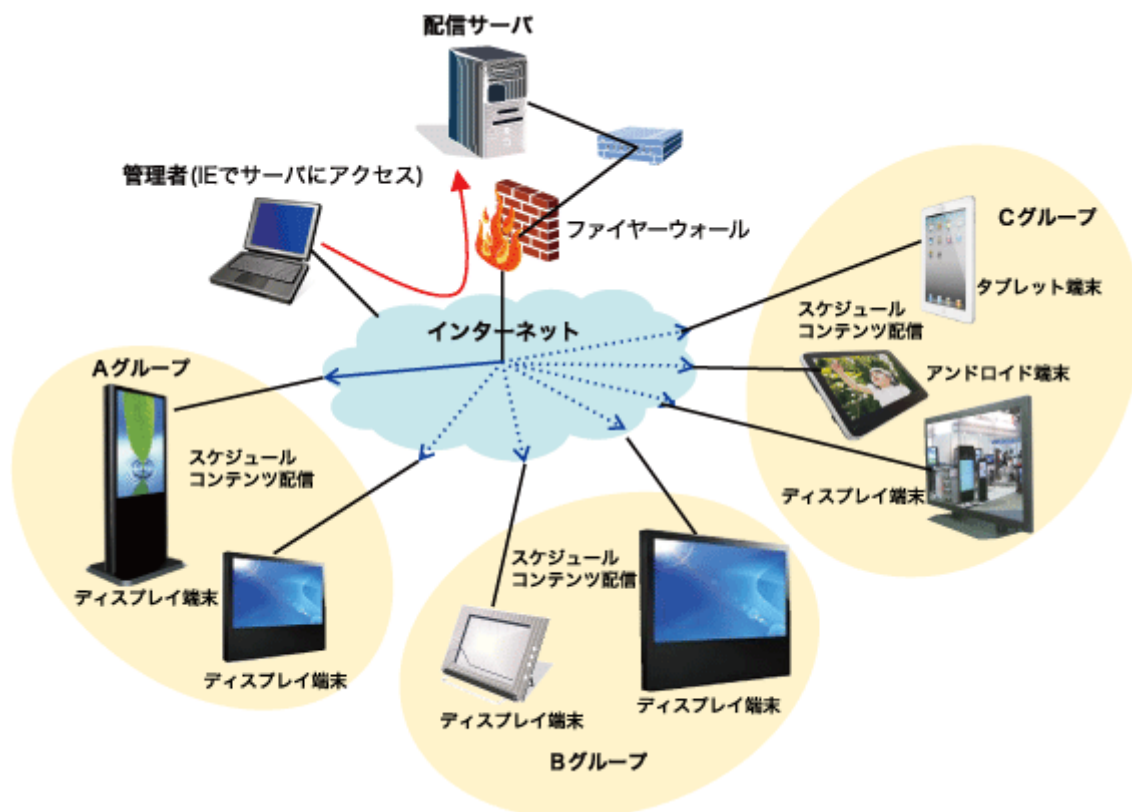 配信サーバ
管理者(IEでサーバにアクセス)
ファイヤーウォール
インターネット
Cグループ
タブレット端末
スケジュール
コンテンツ配信
アンドロイド端末
ディスプレイ端末
Aグループ
スケジュール
コンテンツ配信
ディスプレイ端末
ディスプレイ端末
スケジュール
コンテンツ配信
ディスプレイ端末
ディスプレイ端末
Bグループ